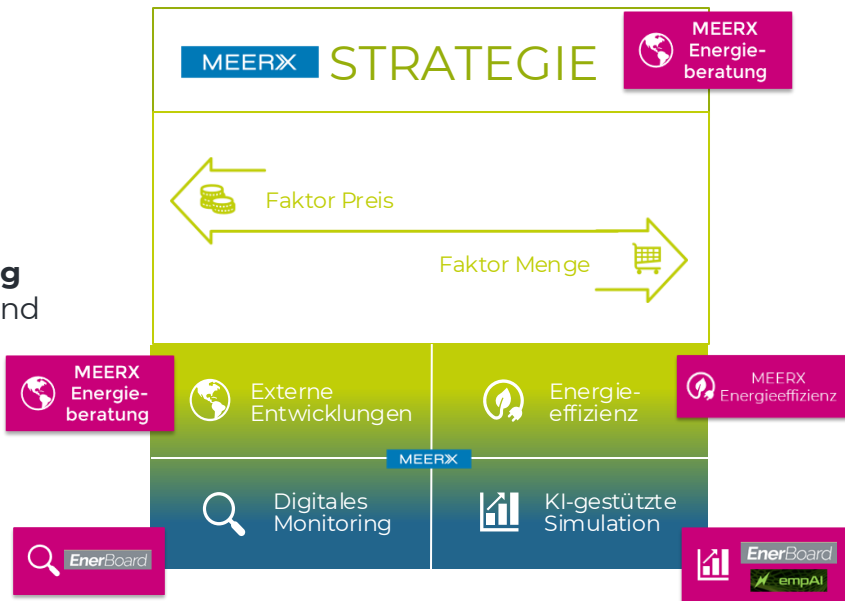 MEERX STRATEGIE
MEERX
Energie-
beratung
Faktor Preis
Faktor Menge
g
nd
MEERX
Energie-
beratung
Externe
Entwicklungen
Energie-
effizienz
MEERX
Energieeffizienz
MEERX
Digitales
Monitoring
KI-gestützte
Simulation
EnerBoard
EnerBoard
empAI